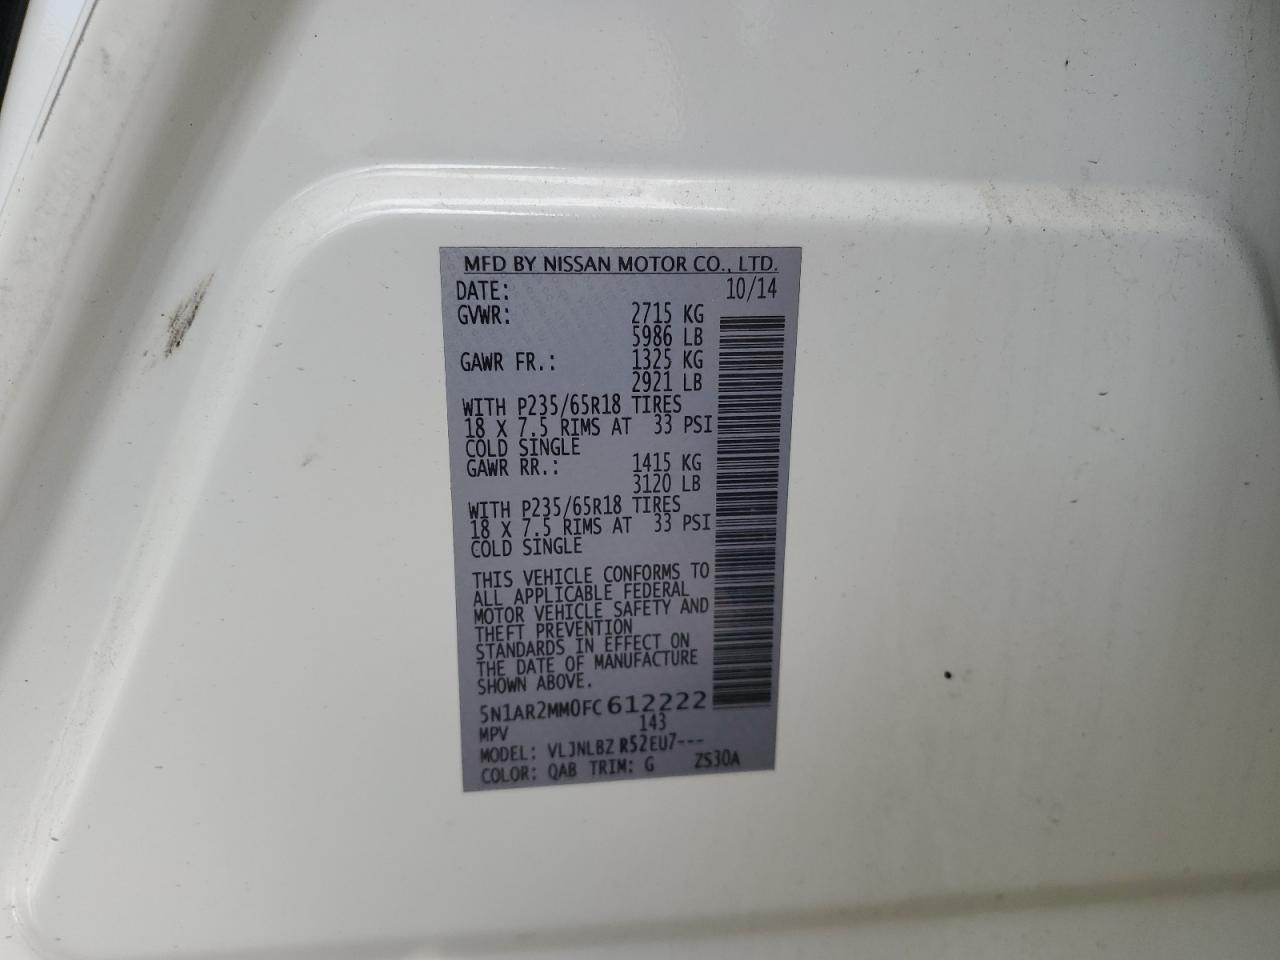 MFD BY NISSAN MOTOR CO., LTD.
DATE: 10/14
GVWR: 2715 KG
5986 LB
GAWR FR.: 1325 KG
2921 LB
WITH P235/65R18 TIRES
18 X 7.5 RIMS AT 33 PSI
COLD SINGLE
GAWR RR.: 1415 KG
3120 LB
WITH P235/65R18 TIRES
18 X 7.5 RIMS AT 33 PSI
COLD SINGLE
THIS VEHICLE CONFORMS TO
ALL APPLICABLE FEDERAL
MOTOR VEHICLE SAFETY AND
THEFT PREVENTION
STANDARDS IN EFFECT ON
THE DATE OF MANUFACTURE
SHOWN ABOVE.
5N1AR2MM0FC612222
MPV 143
MODEL: VLJNLBZ R52EU7---
COLOR: QAB TRIM: G ZS30A